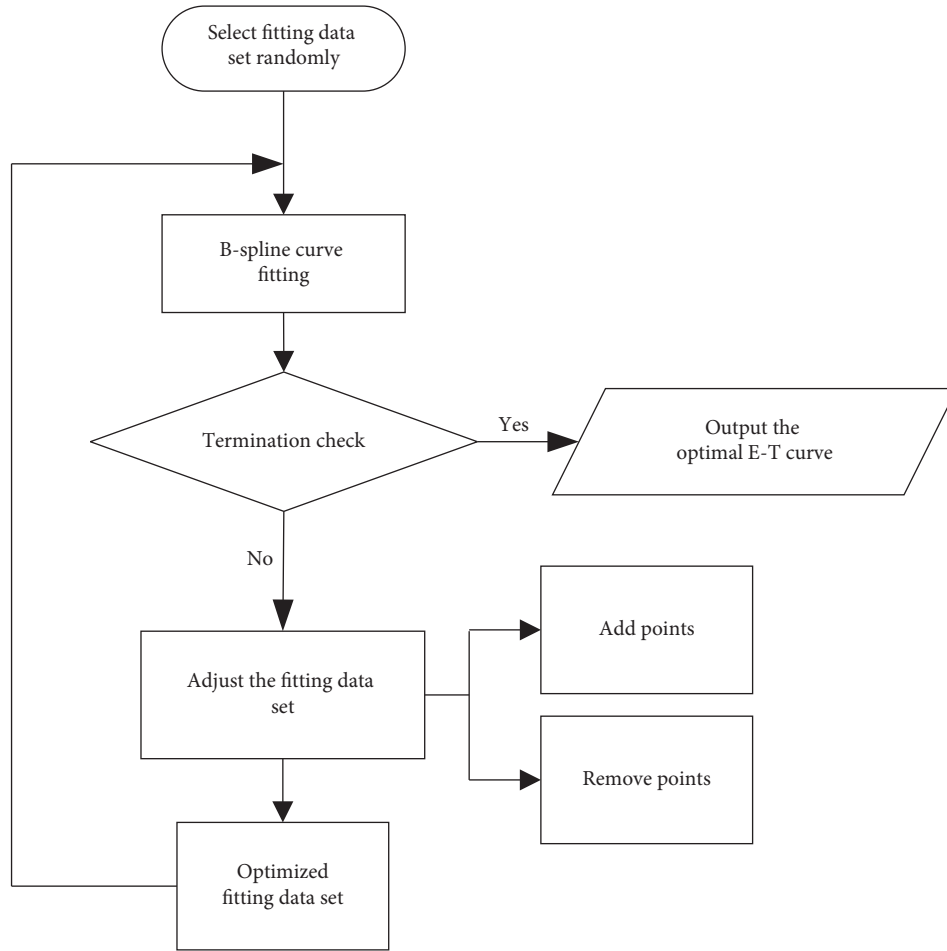 Select fitting data
set randomly
B-spline curve
fitting
Termination check
Yes
Output the
optimal E-T curve
No
Adjust the fitting data
set
Add points
Remove points
Optimized
fitting data set